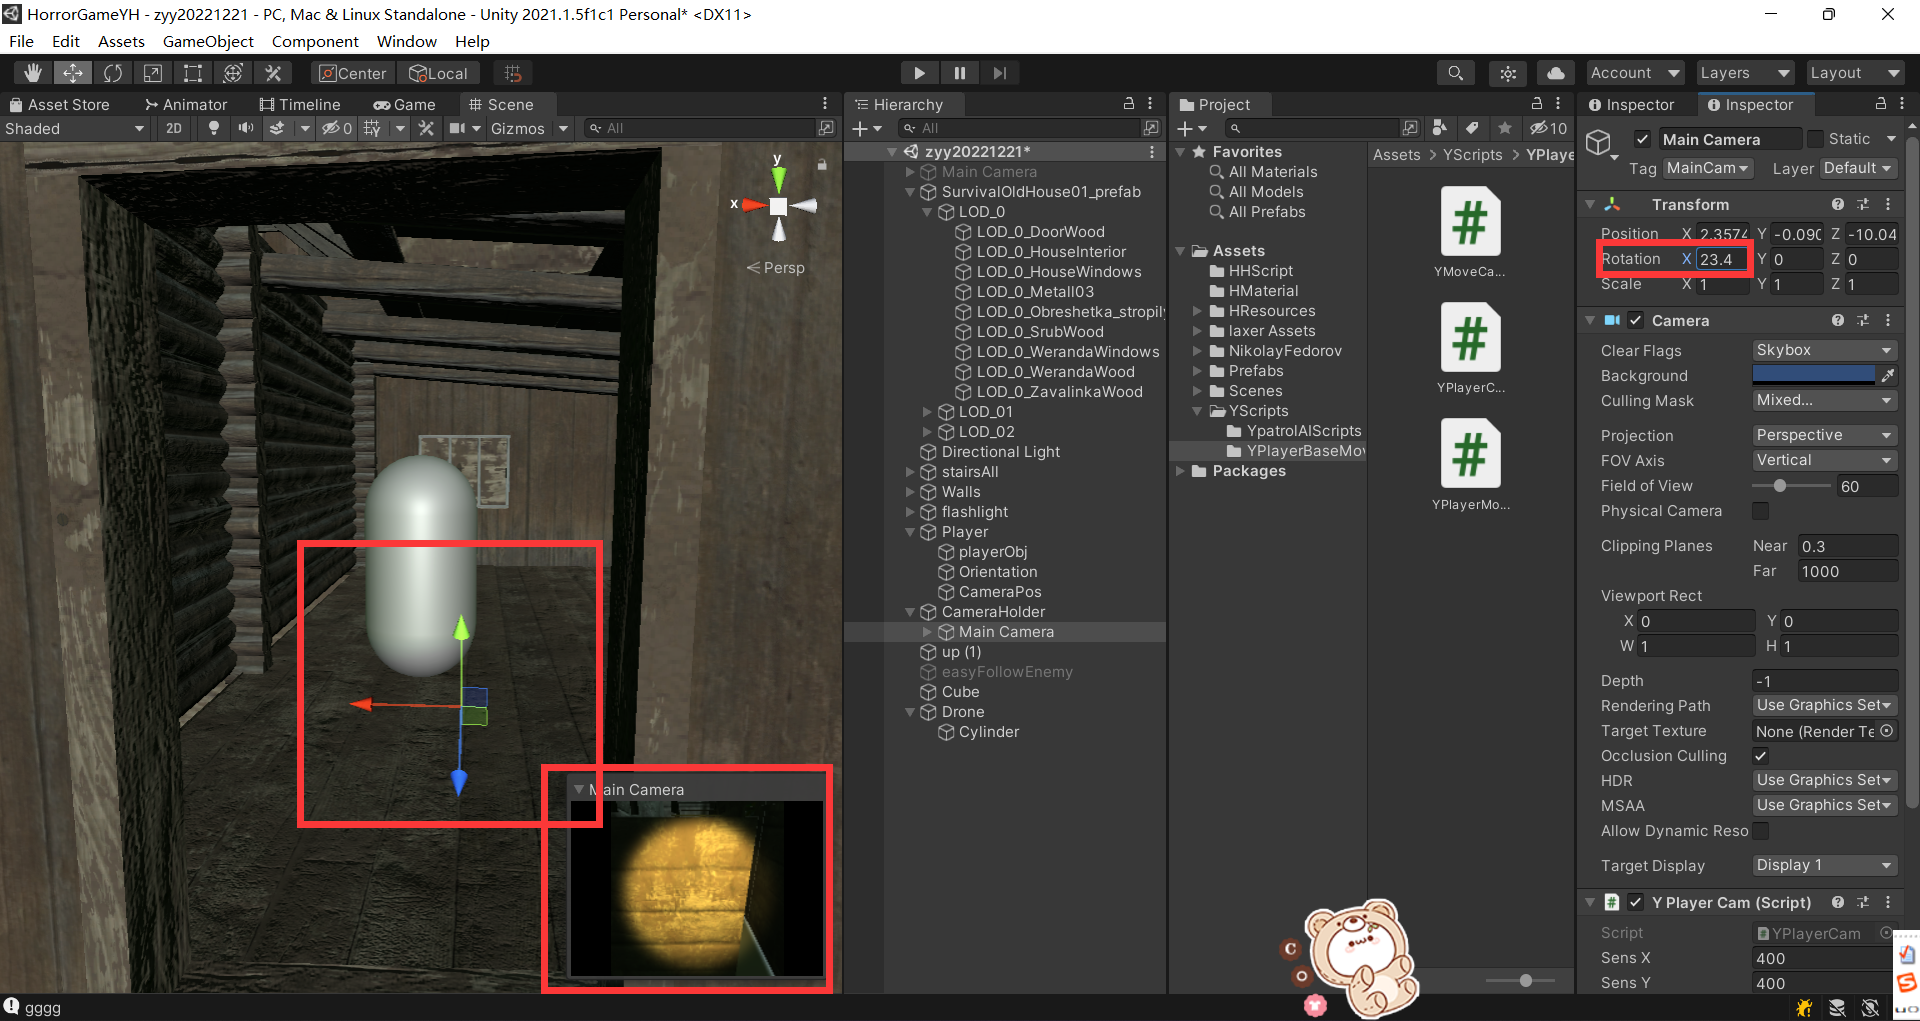 HorrorGameYH - zyy20221221 - PC, Mac & Linux Standalone - Unity 2021.1.5f1c1 Personal* <DX11>
File Edit Assets GameObject Component Window Help
Center Local Account Layers Layout
Asset Store Animator Timeline Game Scene
Shaded 2D 0 Gizmos All
y
x
Persp
Main Camera
gggg
Hierarchy
All
zyy20221221*
Main Camera
SurvivalOldHouse01_prefab
LOD_0
LOD_0_DoorWood
LOD_0_HouseInterior
LOD_0_HouseWindows
LOD_0_Metall03
LOD_0_Obreshetka_stropily
LOD_0_SrubWood
LOD_0_WerandaWindows
LOD_0_WerandaWood
LOD_0_ZavalinkaWood
LOD_01
LOD_02
Directional Light
stairsAll
Walls
flashlight
Player
playerObj
Orientation
CameraPos
CameraHolder
Main Camera
up (1)
easyFollowEnemy
Cube
Drone
Cylinder
Project
10
Favorites
All Materials
All Models
All Prefabs
Assets
HHScript
HMaterial
HResources
laxer Assets
NikolayFedorov
Prefabs
Scenes
YScripts
YpatrolAIScripts
YPlayerBaseMov
Packages
Assets > YScripts > YPlaye
YMoveCa...
YPlayerC...
YPlayerMo...
C
O
Inspector Inspector
Main Camera Static
Tag MainCam Layer Default
Transform
Position X 2.3574 Y -0.090 Z -10.04
Rotation X 23.4 Y 0 Z 0
Scale X 1 Y 1 Z 1
Camera
Clear Flags Skybox
Background
Culling Mask Mixed...
Projection Perspective
FOV Axis Vertical
Field of View 60
Physical Camera
Clipping Planes Near 0.3
Far 1000
Viewport Rect
X 0 Y 0
W 1 H 1
Depth -1
Rendering Path Use Graphics Set
Target Texture None (Render Te
Occlusion Culling
HDR Use Graphics Set
MSAA Use Graphics Set
Allow Dynamic Reso
Target Display Display 1
Y Player Cam (Script)
Script YPlayerCam
Sens X 400
Sens Y 400